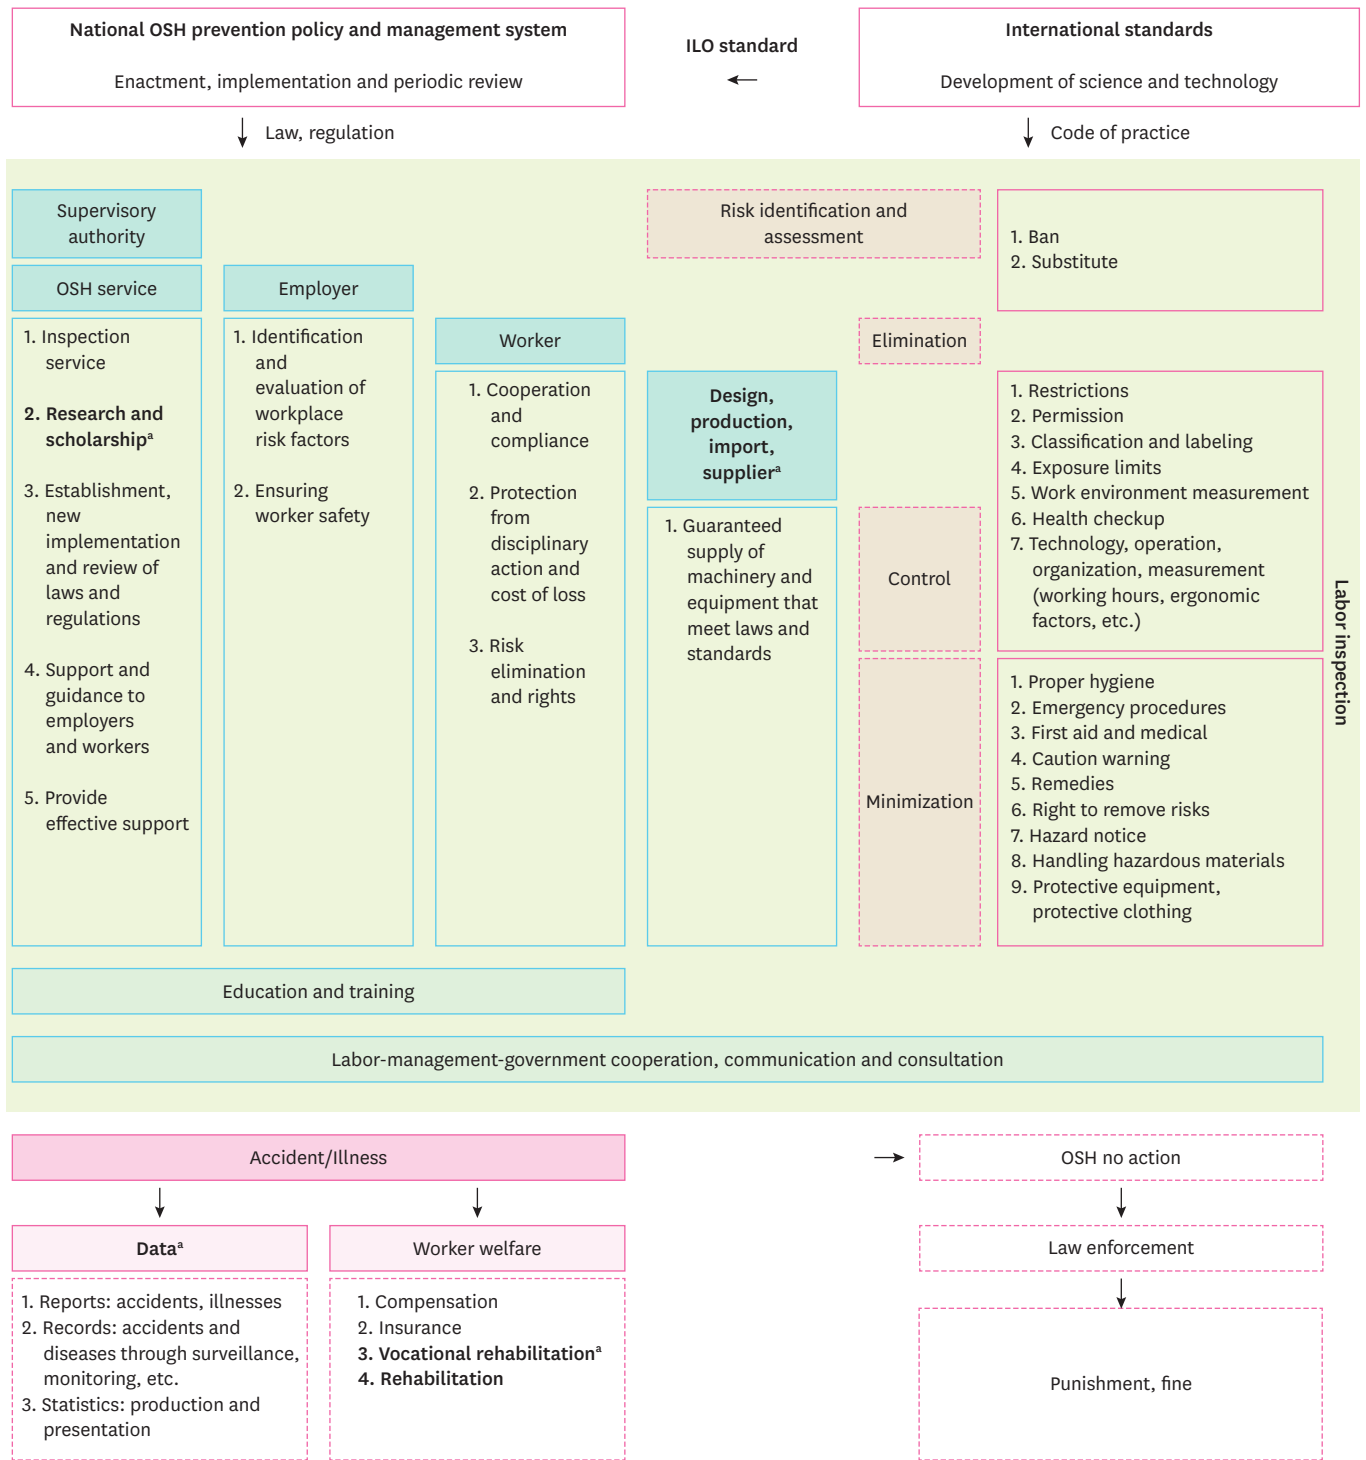 National OSH prevention policy and management system
Enactment, implementation and periodic review
ILO standard
←
International standards
Development of science and technology
↓ Law, regulation
↓ Code of practice
Supervisory
authority
OSH service
1. Inspection
service
2. Research and
scholarshipᵃ
3. Establishment,
new
implementation
and review of
laws and
regulations
4. Support and
guidance to
employers
and workers
5. Provide
effective support
Employer
1. Identification
and
evaluation of
workplace
risk factors
2. Ensuring
worker safety
Worker
1. Cooperation
and
compliance
2. Protection
from
disciplinary
action and
cost of loss
3. Risk
elimination
and rights
Design,
production,
import,
supplierᵃ
1. Guaranteed
supply of
machinery and
equipment that
meet laws and
standards
Risk identification and
assessment
Elimination
Control
Minimization
1. Ban
2. Substitute
1. Restrictions
2. Permission
3. Classification and labeling
4. Exposure limits
5. Work environment measurement
6. Health checkup
7. Technology, operation,
organization, measurement
(working hours, ergonomic
factors, etc.)
1. Proper hygiene
2. Emergency procedures
3. First aid and medical
4. Caution warning
5. Remedies
6. Right to remove risks
7. Hazard notice
8. Handling hazardous materials
9. Protective equipment,
protective clothing
Labor inspection
Education and training
Labor-management-government cooperation, communication and consultation
Accident/Illness
Dataᵃ
1. Reports: accidents, illnesses
2. Records: accidents and
diseases through surveillance,
monitoring, etc.
3. Statistics: production and
presentation
Worker welfare
1. Compensation
2. Insurance
3. Vocational rehabilitationᵃ
4. Rehabilitation
→
OSH no action
Law enforcement
Punishment, fine